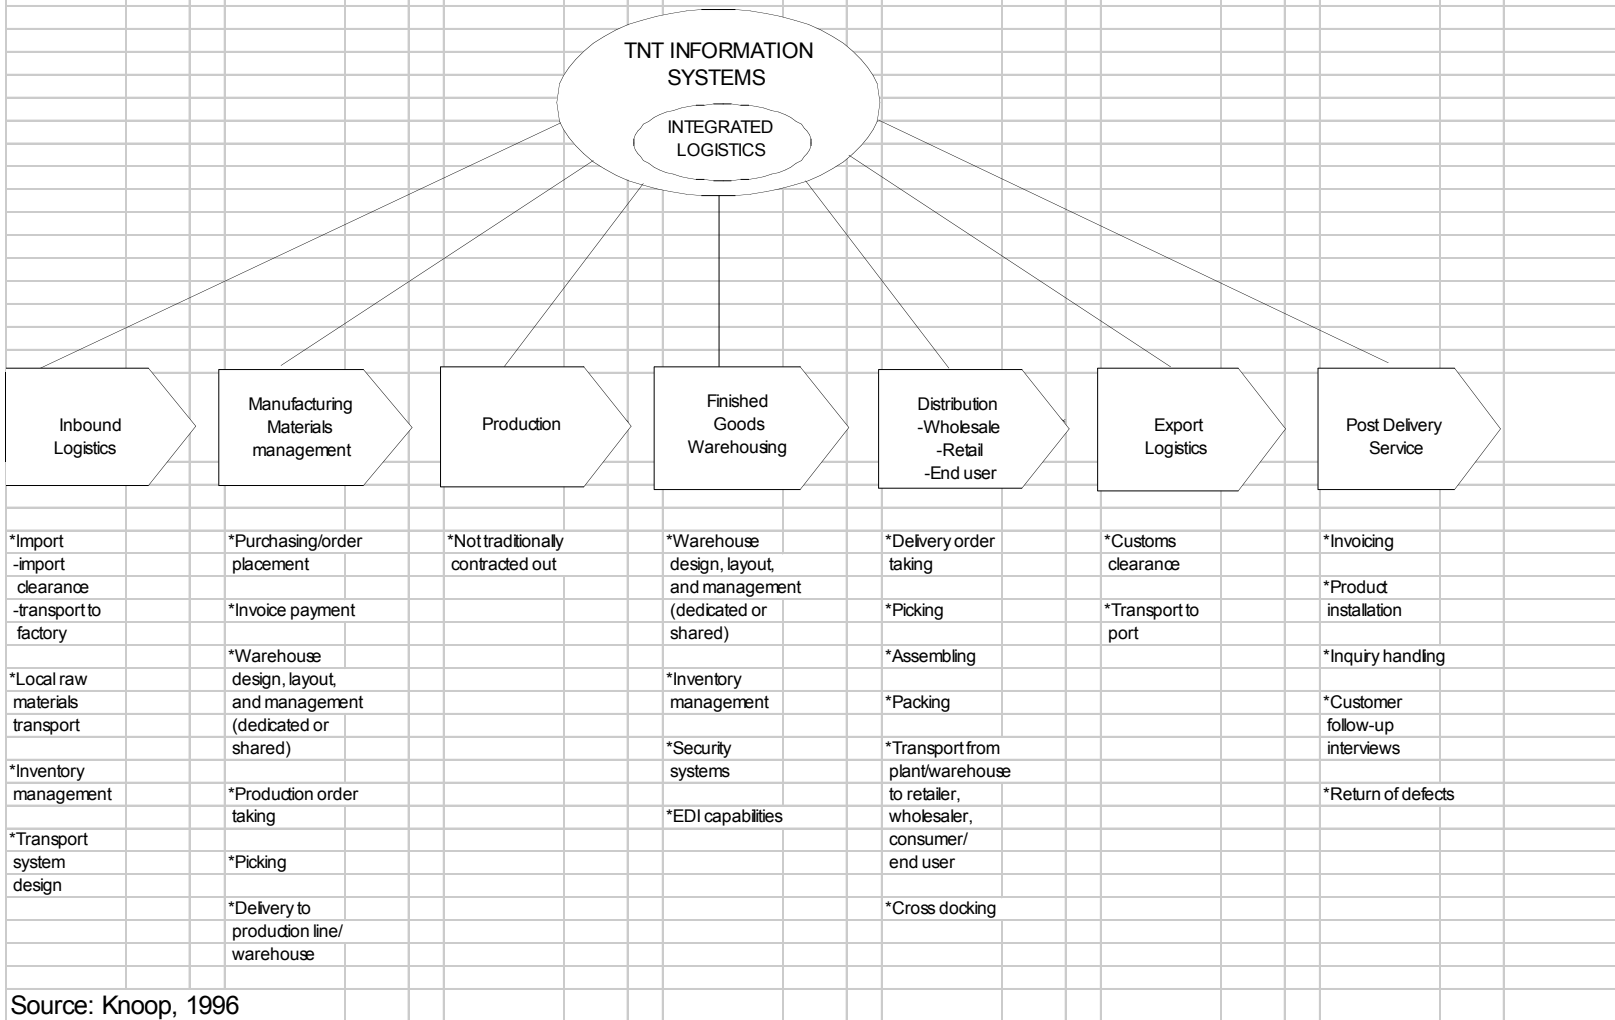 TNT INFORMATION
SYSTEMS
INTEGRATED
LOGISTICS
Inbound
Logistics
Manufacturing
Materials
management
Production
Finished
Goods
Warehousing
Distribution
-Wholesale
-Retail
-End user
Export
Logistics
Post Delivery
Service
*Import
-import
clearance
-transport to
factory
*Local raw
materials
transport
*Inventory
management
*Transport
system
design
*Purchasing/order
placement
*Invoice payment
*Warehouse
design, layout,
and management
(dedicated or
shared)
*Production order
taking
*Picking
*Delivery to
production line/
warehouse
*Not traditionally
contracted out
*Warehouse
design, layout,
and management
(dedicated or
shared)
*Inventory
management
*Security
systems
*EDI capabilities
*Delivery order
taking
*Picking
*Assembling
*Packing
*Transport from
plant/warehouse
to retailer,
wholesaler,
consumer/
end user
*Cross docking
*Customs
clearance
*Transport to
port
*Invoicing
*Product
installation
*Inquiry handling
*Customer
follow-up
interviews
*Return of defects
Source: Knoop, 1996